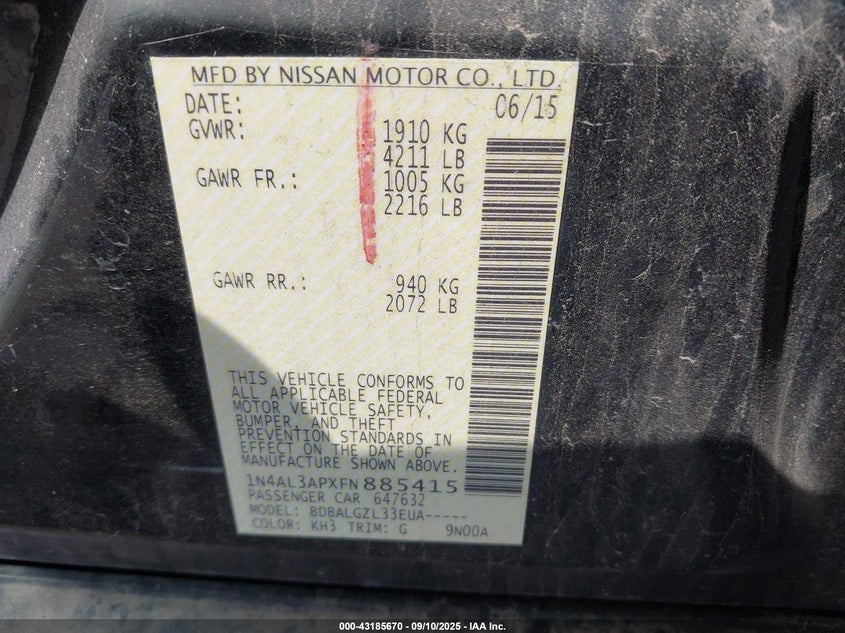 MFD BY NISSAN MOTOR CO., LTD.
DATE: 06/15
GVWR: 1910 KG
4211 LB
GAWR FR.: 1005 KG
2216 LB
GAWR RR.: 940 KG
2072 LB
THIS VEHICLE CONFORMS TO
ALL APPLICABLE FEDERAL
MOTOR VEHICLE SAFETY,
BUMPER, AND THEFT
PREVENTION STANDARDS IN
EFFECT ON THE DATE OF
MANUFACTURE SHOWN ABOVE.
1N4AL3APXFN885415
PASSENGER CAR 647632
MODEL: BDBALGZL33EUA-----
COLOR: KH3 TRIM: G 9N00A
000-43185670 - 09/10/2025 - IAA Inc.